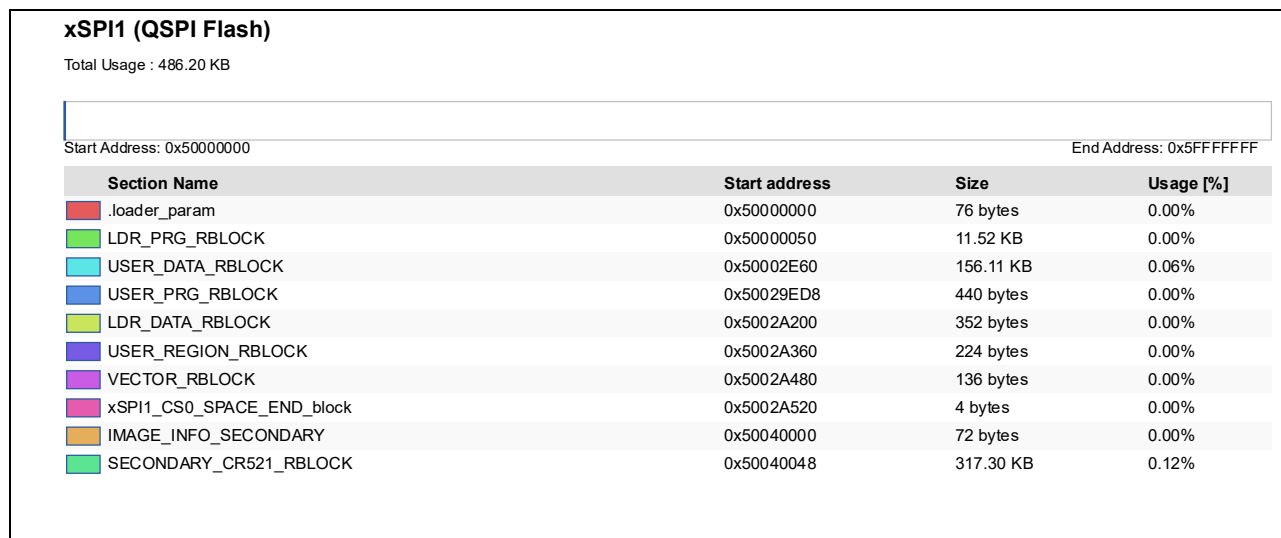 xSPI1 (QSPI Flash)
Total Usage : 486.20 KB
Start Address: 0x50000000 End Address: 0x5FFFFFFF
Section Name Start address Size Usage [%]
.loader_param 0x50000000 76 bytes 0.00%
LDR_PRG_RBLOCK 0x50000050 11.52 KB 0.00%
USER_DATA_RBLOCK 0x50002E60 156.11 KB 0.06%
USER_PRG_RBLOCK 0x50029ED8 440 bytes 0.00%
LDR_DATA_RBLOCK 0x5002A200 352 bytes 0.00%
USER_REGION_RBLOCK 0x5002A360 224 bytes 0.00%
VECTOR_RBLOCK 0x5002A480 136 bytes 0.00%
xSPI1_CS0_SPACE_END_block 0x5002A520 4 bytes 0.00%
IMAGE_INFO_SECONDARY 0x50040000 72 bytes 0.00%
SECONDARY_CR521_RBLOCK 0x50040048 317.30 KB 0.12%